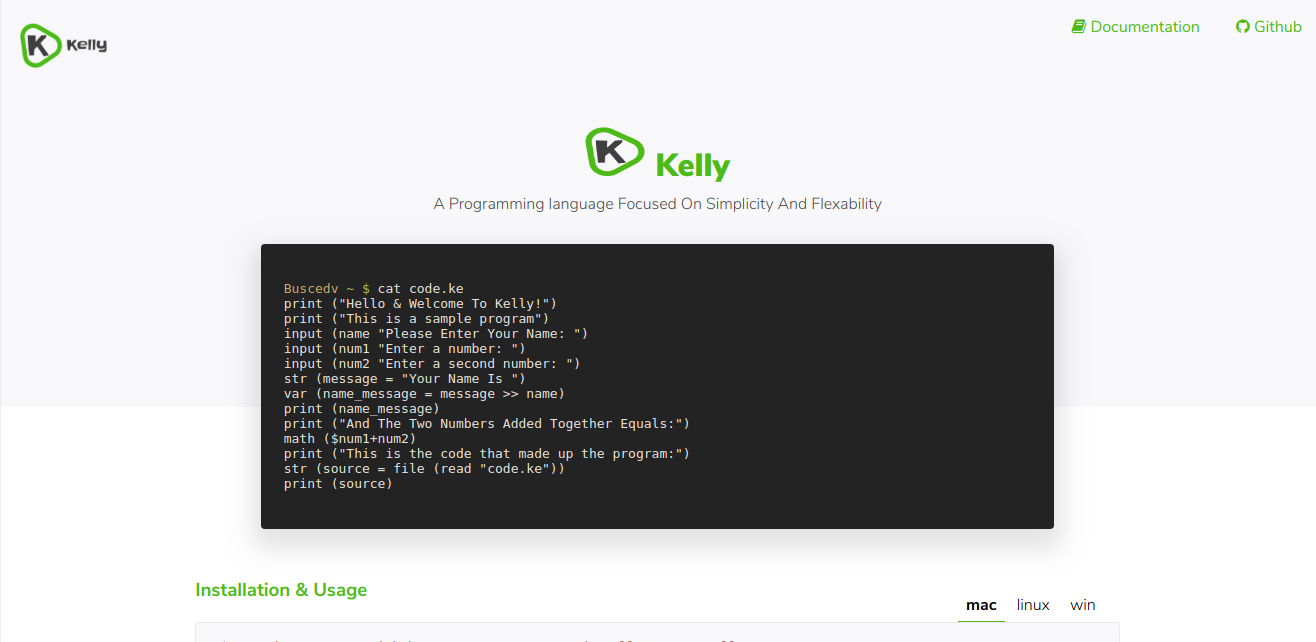 Kelly
Documentation
Github
K Kelly
A Programming language Focused On Simplicity And Flexability
Buscedv ~ $ cat code.ke
print ("Hello & Welcome To Kelly!")
print ("This is a sample program")
input (name "Please Enter Your Name: ")
input (num1 "Enter a number: ")
input (num2 "Enter a second number: ")
str (message = "Your Name Is ")
var (name_message = message >> name)
print (name_message)
print ("And The Two Numbers Added Together Equals:")
math ($num1+num2)
print ("This is the code that made up the program:")
str (source = file (read "code.ke"))
print (source)
Installation & Usage
mac linux win